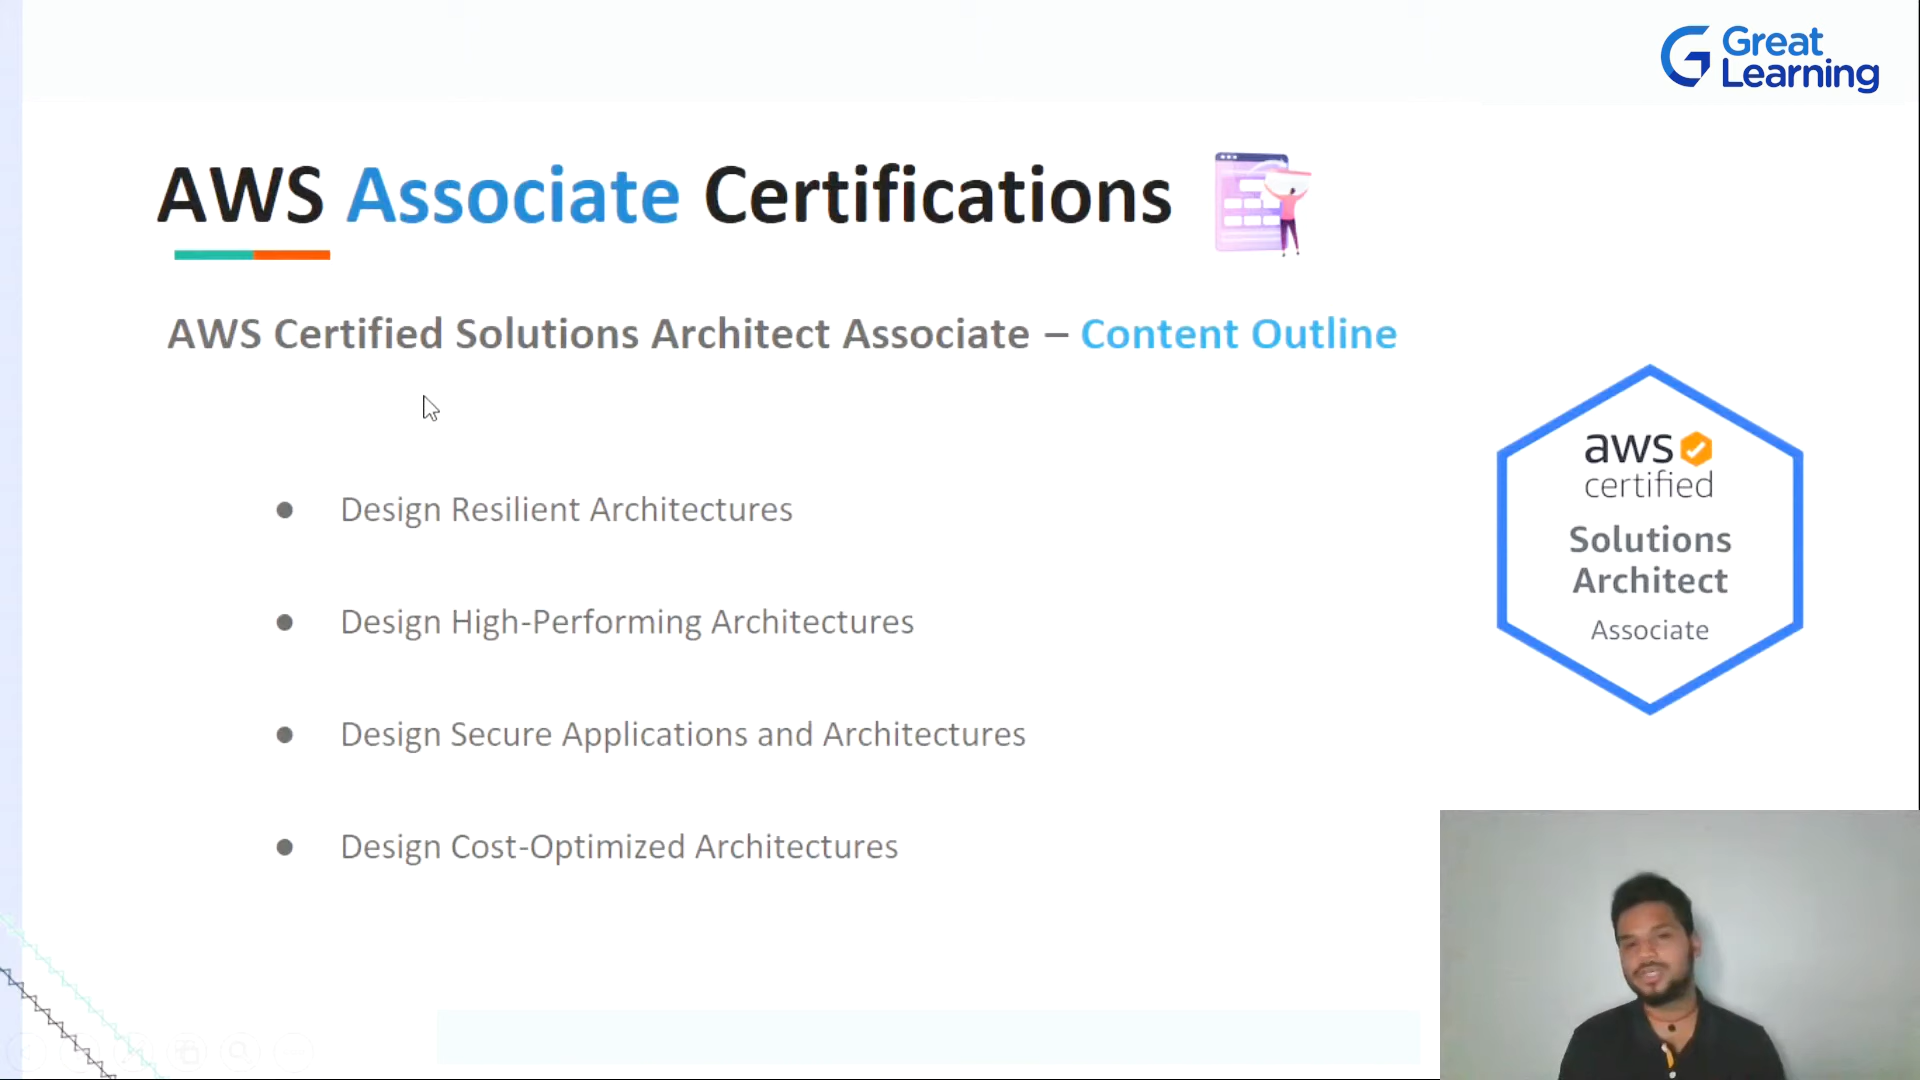 Great
Learning
AWS Associate Certifications
AWS Certified Solutions Architect Associate – Content Outline
● Design Resilient Architectures
● Design High-Performing Architectures
● Design Secure Applications and Architectures
● Design Cost-Optimized Architectures
aws
certified
Solutions
Architect
Associate